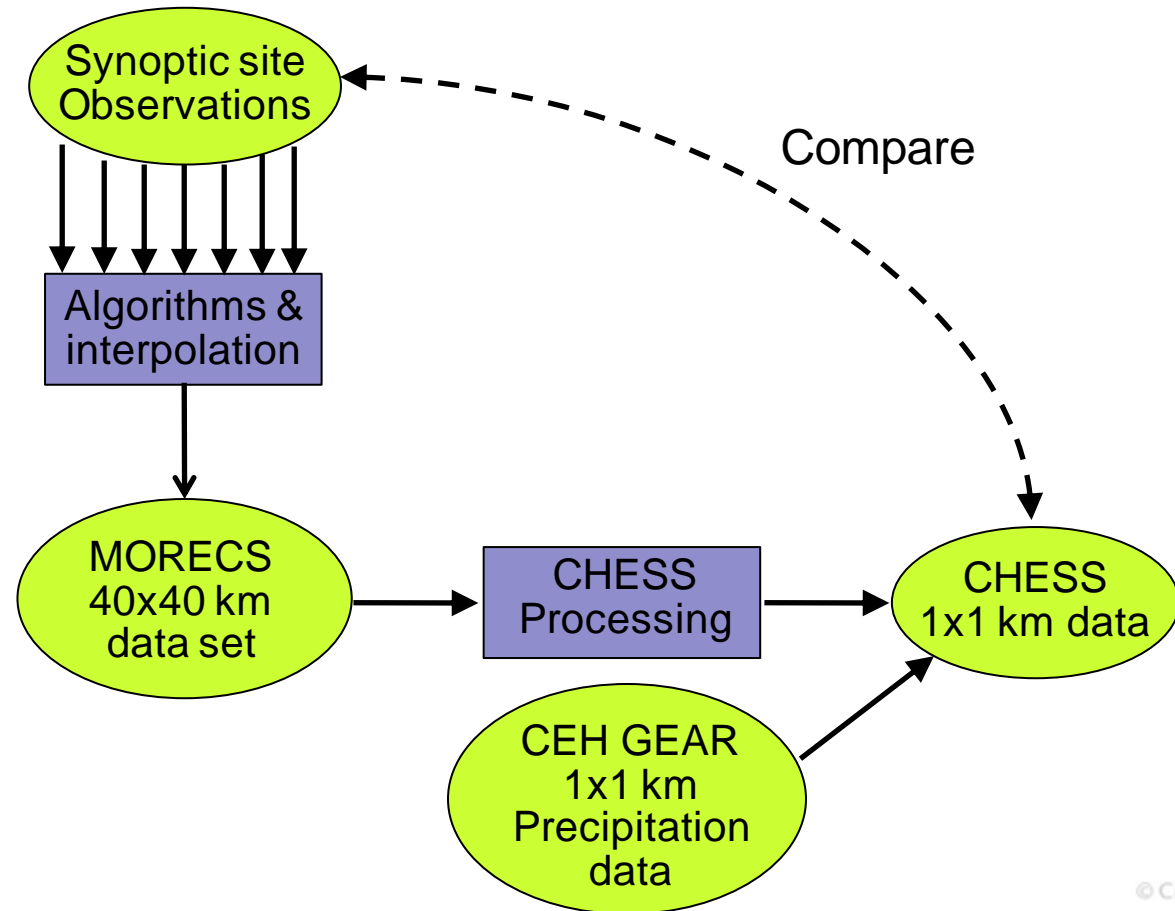 Synoptic site
Observations
Compare
Algorithms &
interpolation
MORECS
40x40 km
data set
CHESS
Processing
CHESS
1x1 km data
CEH GEAR
1x1 km
Precipitation
data
© C